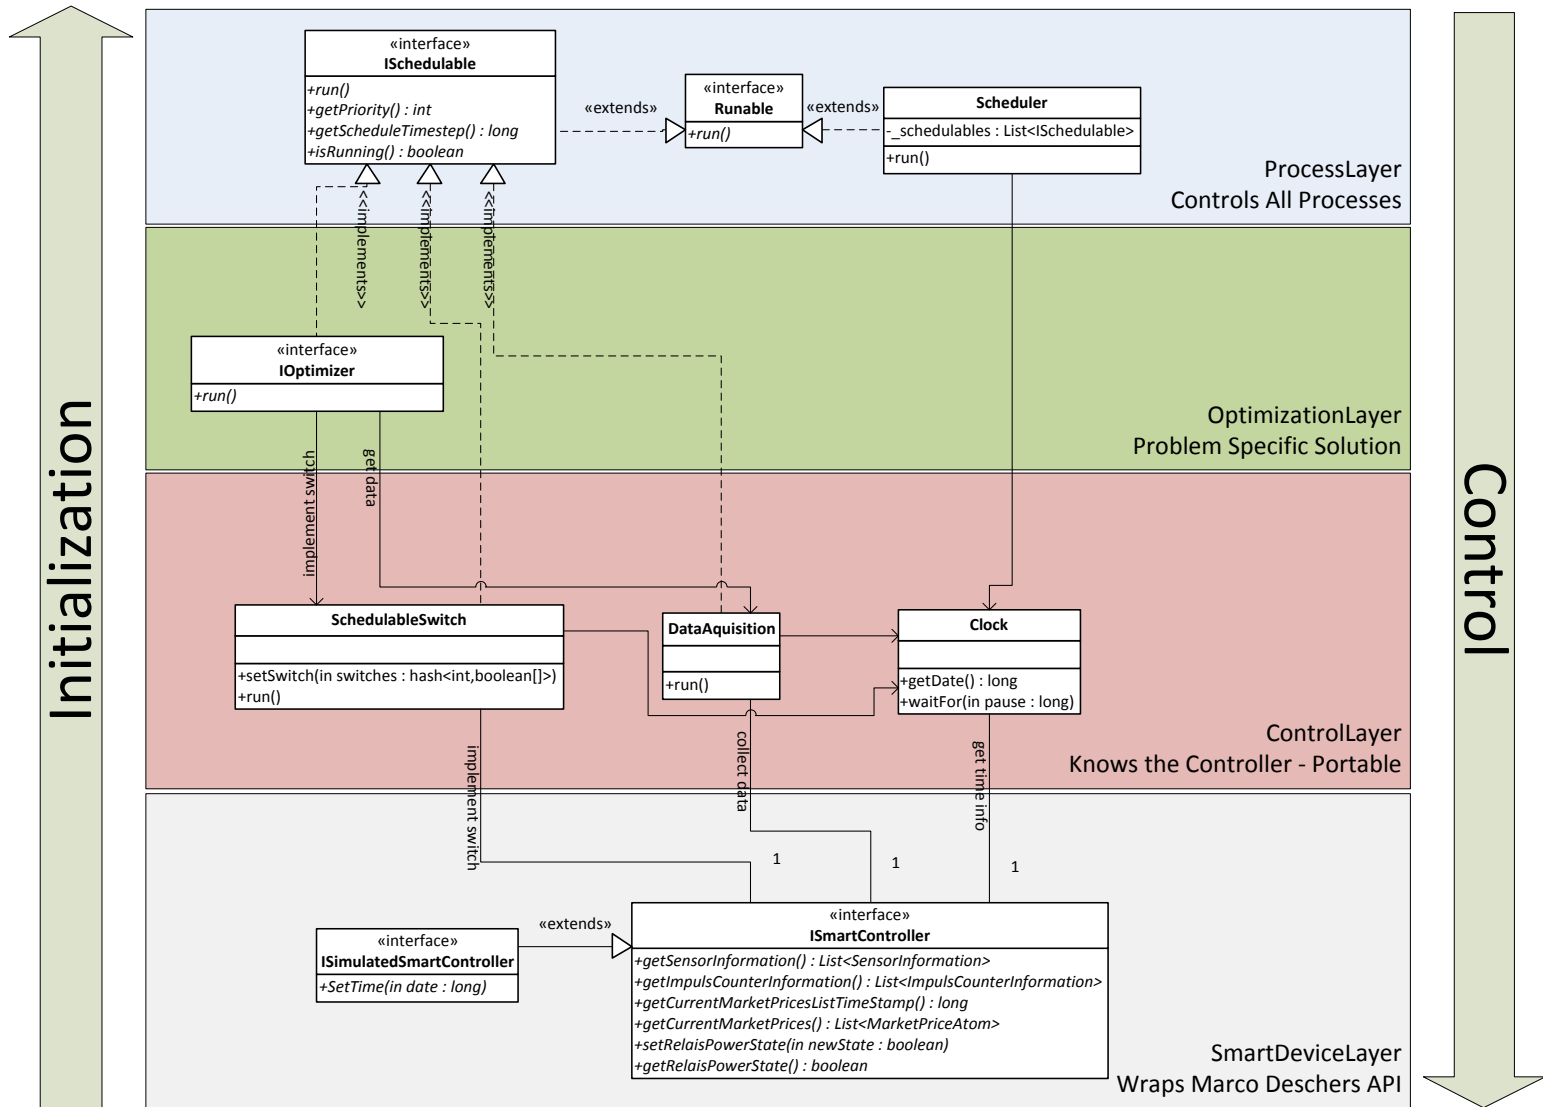 Initialization
Control
«interface»
ISchedulable
+run()
+getPriority() : int
+getScheduleTimestep() : long
+isRunning() : boolean
«extends»
«interface»
Runable
+run()
«extends»
Scheduler
-_schedulables : List<ISchedulable>
+run()
ProcessLayer
Controls All Processes
<<implements>>
<<implements>>
<<implements>>
«interface»
IOptimizer
+run()
OptimizationLayer
Problem Specific Solution
implement switch
get data
SchedulableSwitch
+setSwitch(in switches : hash<int,boolean[]>)
+run()
DataAquisition
+run()
Clock
+getDate() : long
+waitFor(in pause : long)
ControlLayer
Knows the Controller - Portable
implement switch
collect data
get time info
1
1
1
«interface»
ISimulatedSmartController
+SetTime(in date : long)
«extends»
«interface»
ISmartController
+getSensorInformation() : List<SensorInformation>
+getImpulsCounterInformation() : List<ImpulsCounterInformation>
+getCurrentMarketPricesListTimeStamp() : long
+getCurrentMarketPrices() : List<MarketPriceAtom>
+setRelaisPowerState(in newState : boolean)
+getRelaisPowerState() : boolean
SmartDeviceLayer
Wraps Marco Deschers API